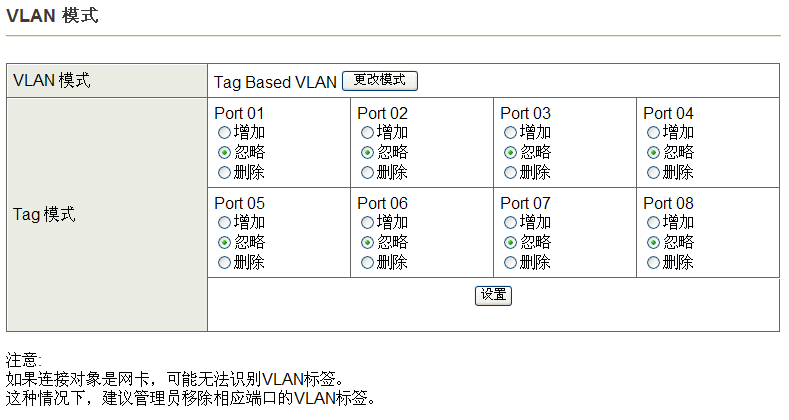 VLAN 模式
VLAN 模式
Tag Based VLAN 更改模式
Tag 模式
Port 01 Port 02 Port 03 Port 04
增加 增加 增加 增加
忽略 忽略 忽略 忽略
删除 删除 删除 删除
Port 05 Port 06 Port 07 Port 08
增加 增加 增加 增加
忽略 忽略 忽略 忽略
删除 删除 删除 删除
设置
注意:
如果连接对象是网卡，可能无法识别VLAN标签。
这种情况下，建议管理员移除相应端口的VLAN标签。